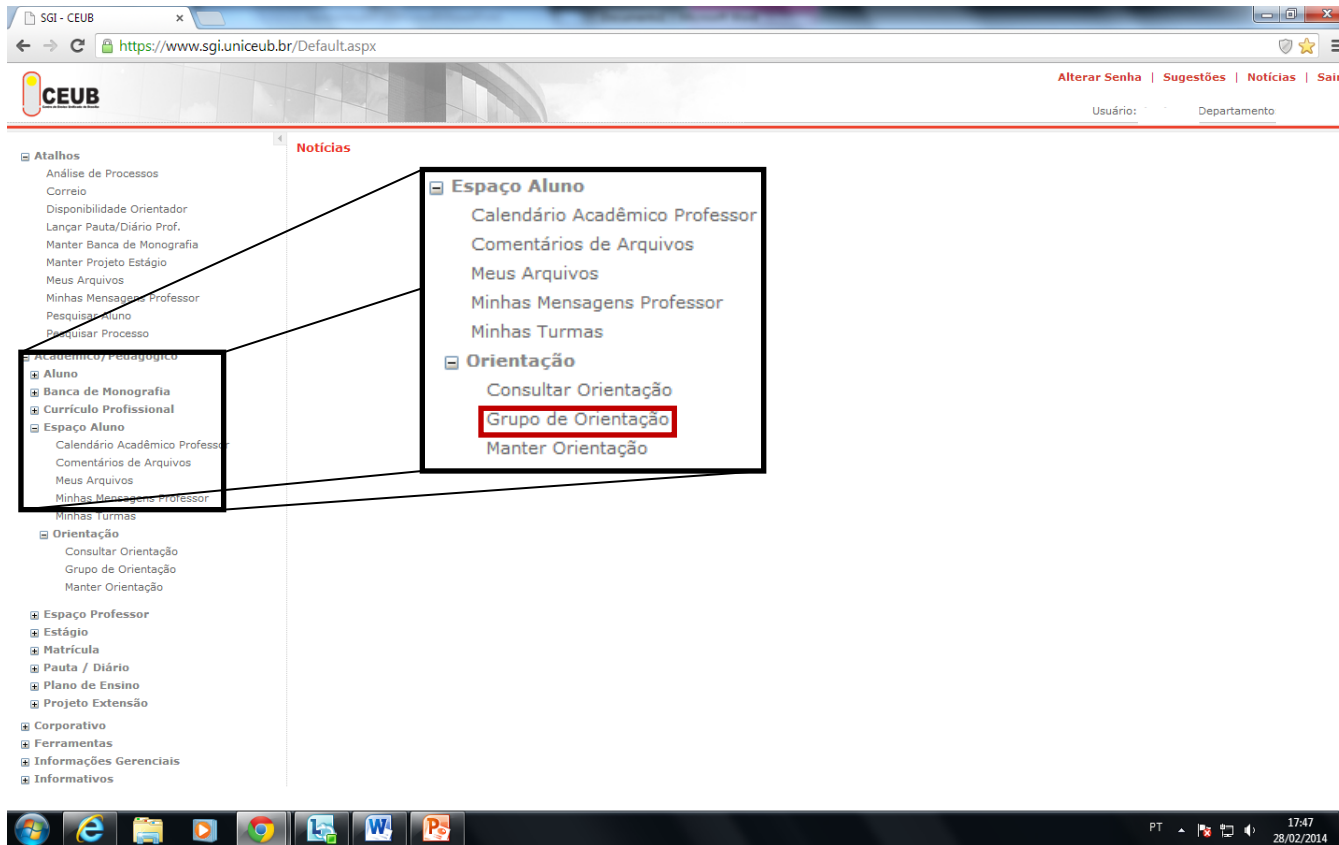 SGI - CEUB
https://www.sgi.uniceub.br/Default.aspx
CEUB
Alterar Senha | Sugestões | Notícias | Sair
Usuário:
Departamento
Atalhos
Análise de Processos
Correio
Disponibilidade Orientador
Lançar Pauta/Diário Prof.
Manter Banca de Monografia
Manter Projeto Estágio
Meus Arquivos
Minhas Mensagens Professor
Pesquisar Aluno
Pesquisar Processo
Acadêmico/Pedagógico
Aluno
Banca de Monografia
Currículo Profissional
Espaço Aluno
Calendário Acadêmico Professor
Comentários de Arquivos
Meus Arquivos
Minhas Mensagens Professor
Minhas Turmas
Orientação
Consultar Orientação
Grupo de Orientação
Manter Orientação
Espaço Professor
Estágio
Matrícula
Pauta / Diário
Plano de Ensino
Projeto Extensão
Corporativo
Ferramentas
Informações Gerenciais
Informativos
Notícias
Espaço Aluno
Calendário Acadêmico Professor
Comentários de Arquivos
Meus Arquivos
Minhas Mensagens Professor
Minhas Turmas
Orientação
Consultar Orientação
Grupo de Orientação
Manter Orientação
PT
17:47
28/02/2014